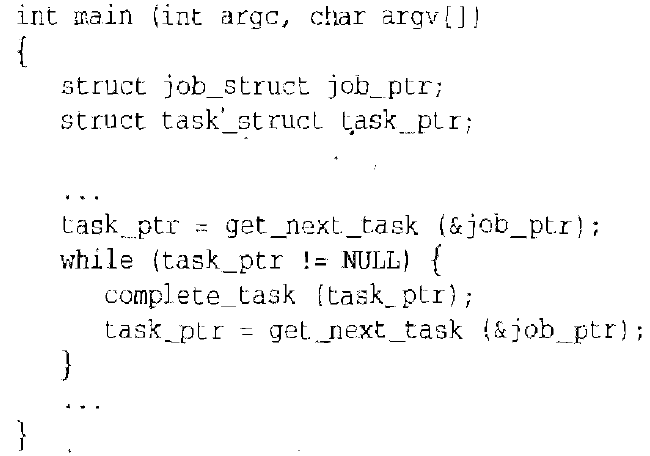 int main (int argc, char argv[])
{
struct job_struct job_ptr;
struct task_struct task_ptr;
...
task_ptr = get_next_task (&job_ptr);
while (task_ptr != NULL) {
complete_task (task_ptr);
task_ptr = get_next_task (&job_ptr);
}
...
}